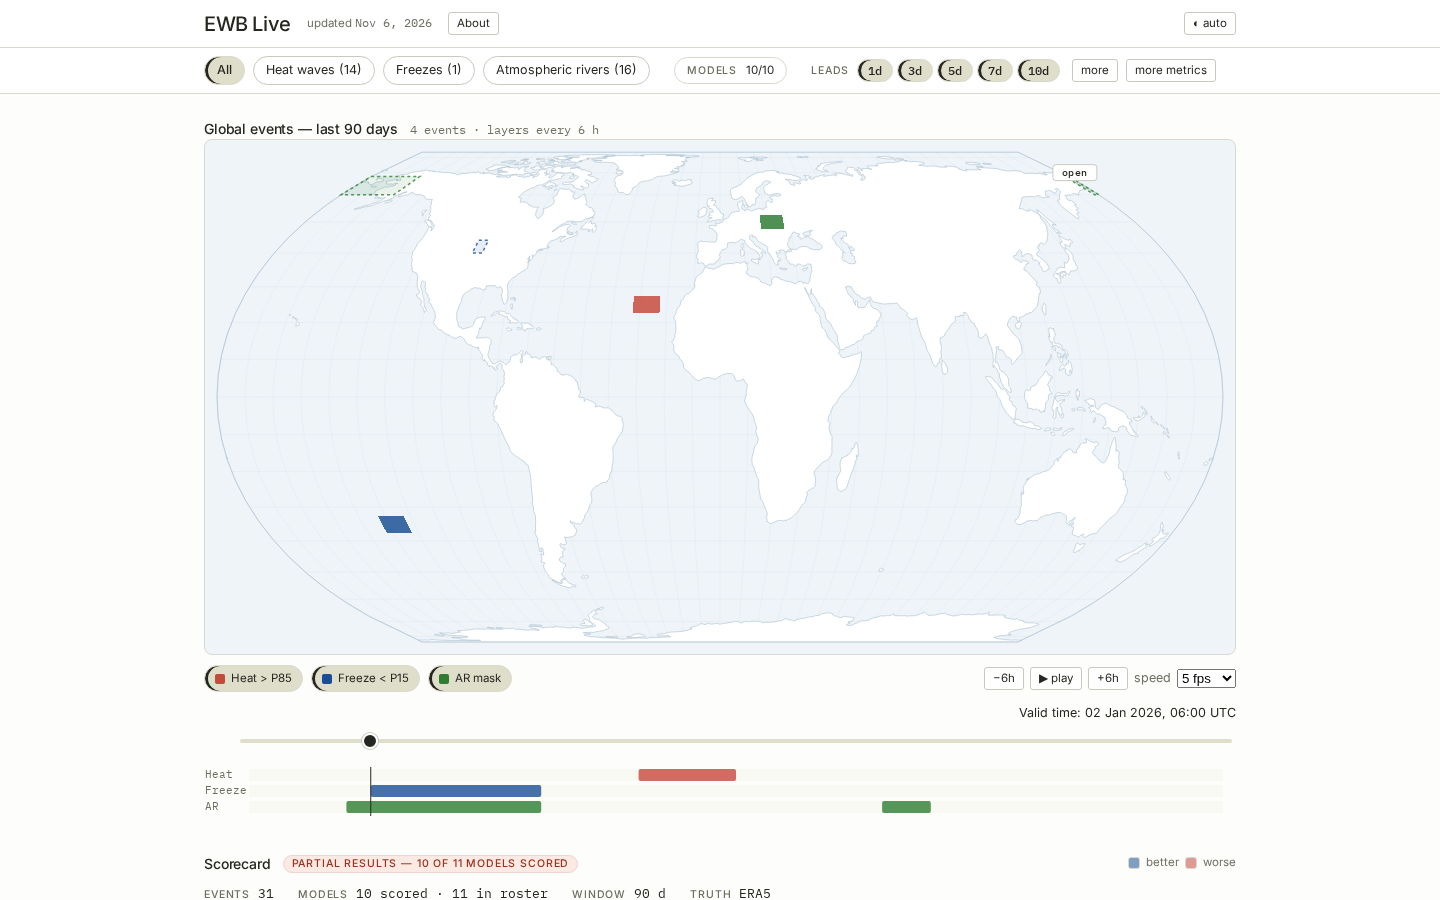 EWB Live updated Nov 6, 2026 About auto
All Heat waves (14) Freezes (1) Atmospheric rivers (16) MODELS 10/10 LEADS 1d 3d 5d 7d 10d more more metrics
Global events — last 90 days 4 events · layers every 6 h
open
Heat > P85 Freeze < P15 AR mask −6h ▶ play +6h speed 5 fps
Valid time: 02 Jan 2026, 06:00 UTC
Heat
Freeze
AR
Scorecard PARTIAL RESULTS — 10 OF 11 MODELS SCORED better worse
EVENTS 31 MODELS 10 scored · 11 in roster WINDOW 90 d TRUTH ERA5